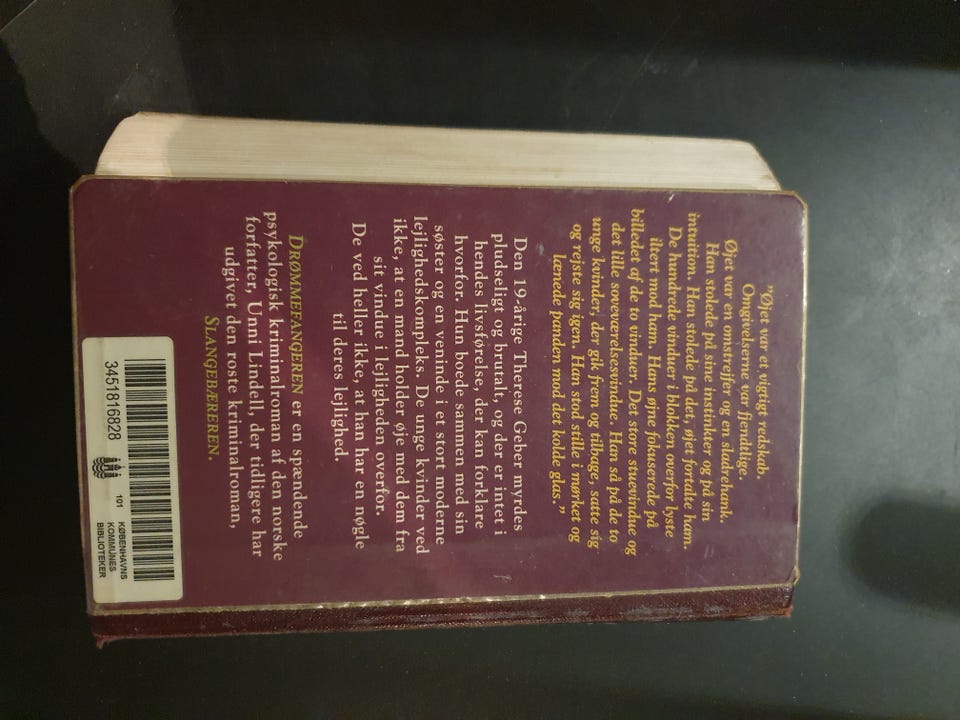 "Øjet var et vigtigt redskab.
Omgivelserne var fjendtlige.
Øjet var en omstrejfer og en sladrehank.
Han stolede på sine instinkter og på sin
intuition. Han stolede på det, øjet fortalte ham.
De hundrede vinduer i blokken overfor lyste
iltert mod ham. Hans øjne fokuserede på
billedet af de to vinduer. Det store stuevindue og
det lille soveværelsesvindue. Han så på de to
unge kvinder, der gik frem og tilbage, satte sig
og rejste sig igen. Han stod stille i mørket og
lænede panden mod det kolde glas."
Den 19-årige Therese Geber myrdes
pludseligt og brutalt, og der er intet i
hendes livsførelse, der kan forklare
hvorfor. Hun boede sammen med sin
søster og en veninde i et stort moderne
lejlighedskompleks. De unge kvinder ved
ikke, at en mand holder øje med dem fra
sit vindue i lejligheden overfor.
De ved heller ikke, at han har en nøgle
til deres lejlighed.
DRØMMEFANGEREN er en spændende
psykologisk kriminalroman af den norske
forfatter, Unni Lindell, der tidligere har
udgivet den roste kriminalroman,
SLANGEBÆREREN.
3451816828
101
KØBENHAVNS
KOMMUNES
BIBLIOTEKER